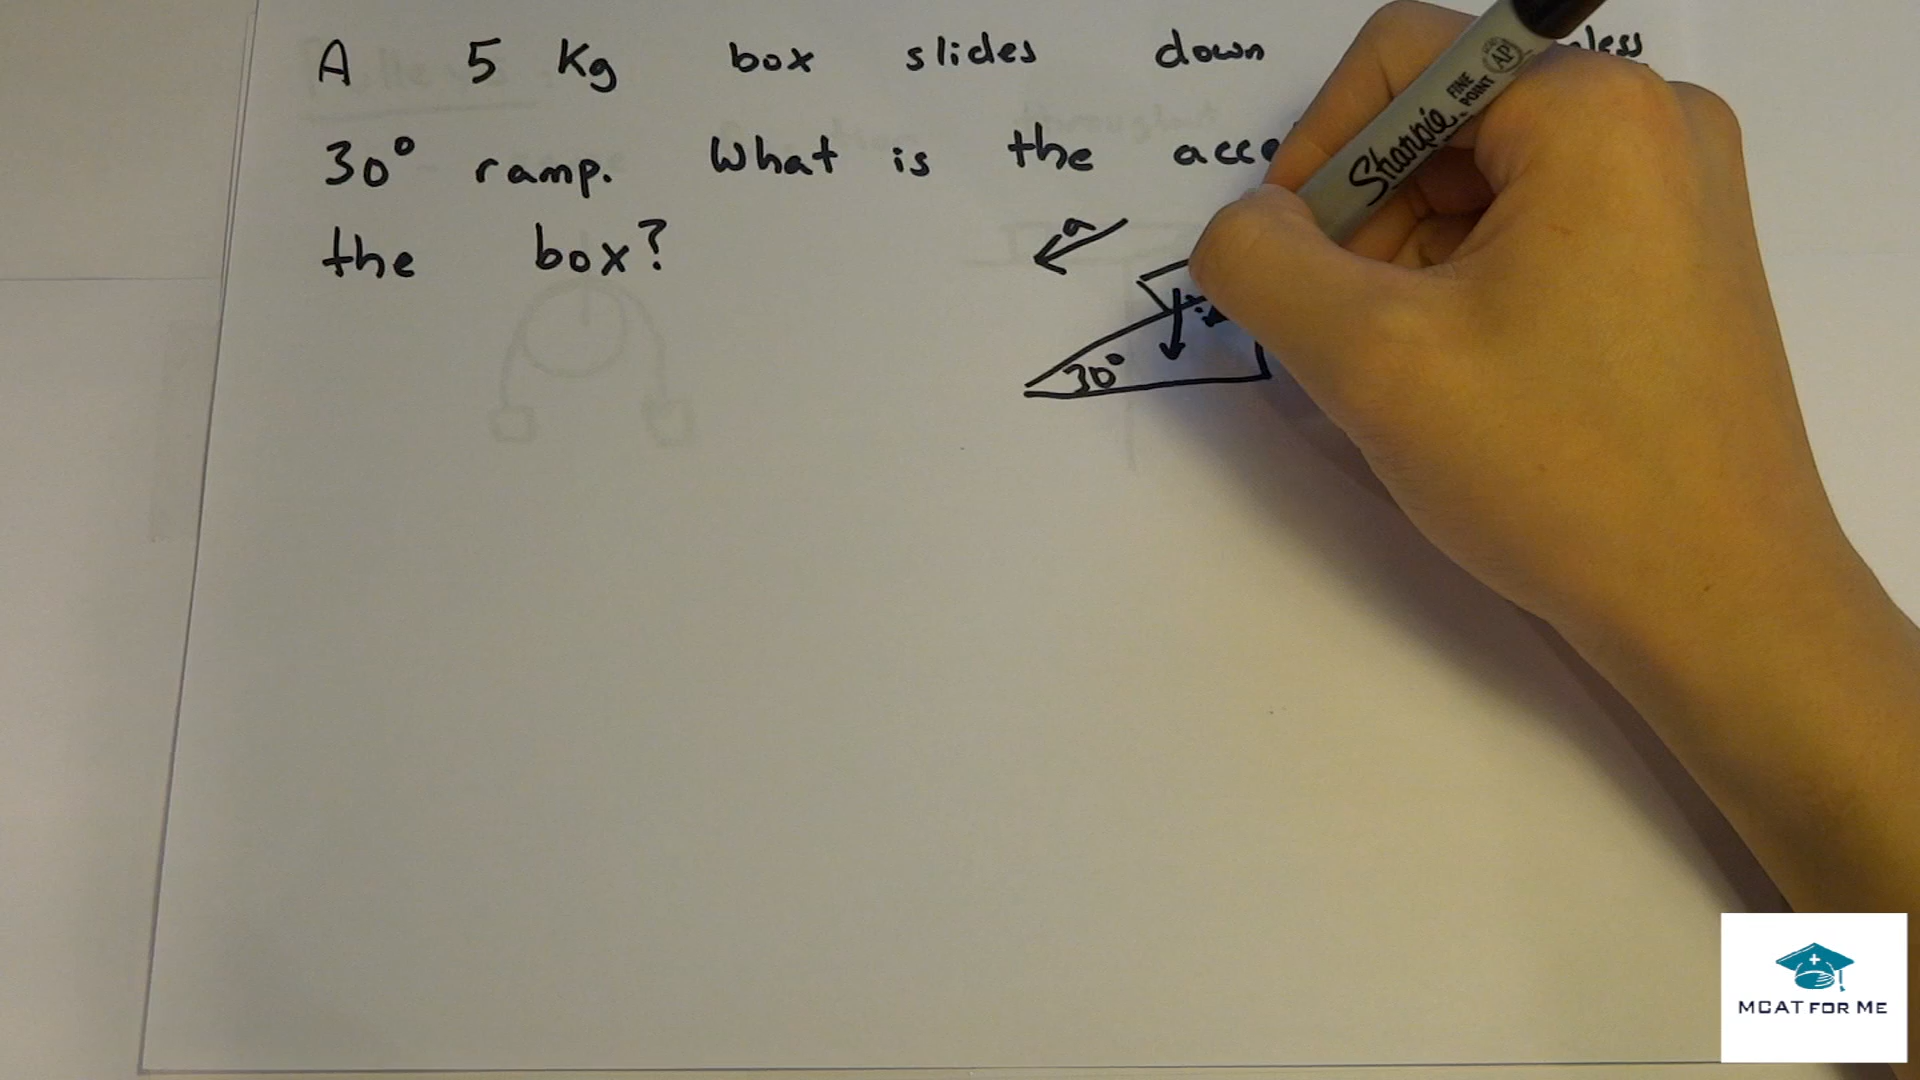 A 5 Kg box slides down
30° ramp. What is the
the box?
a
30°
Sharpie
FINE
POINT
AP
MCAT FOR ME